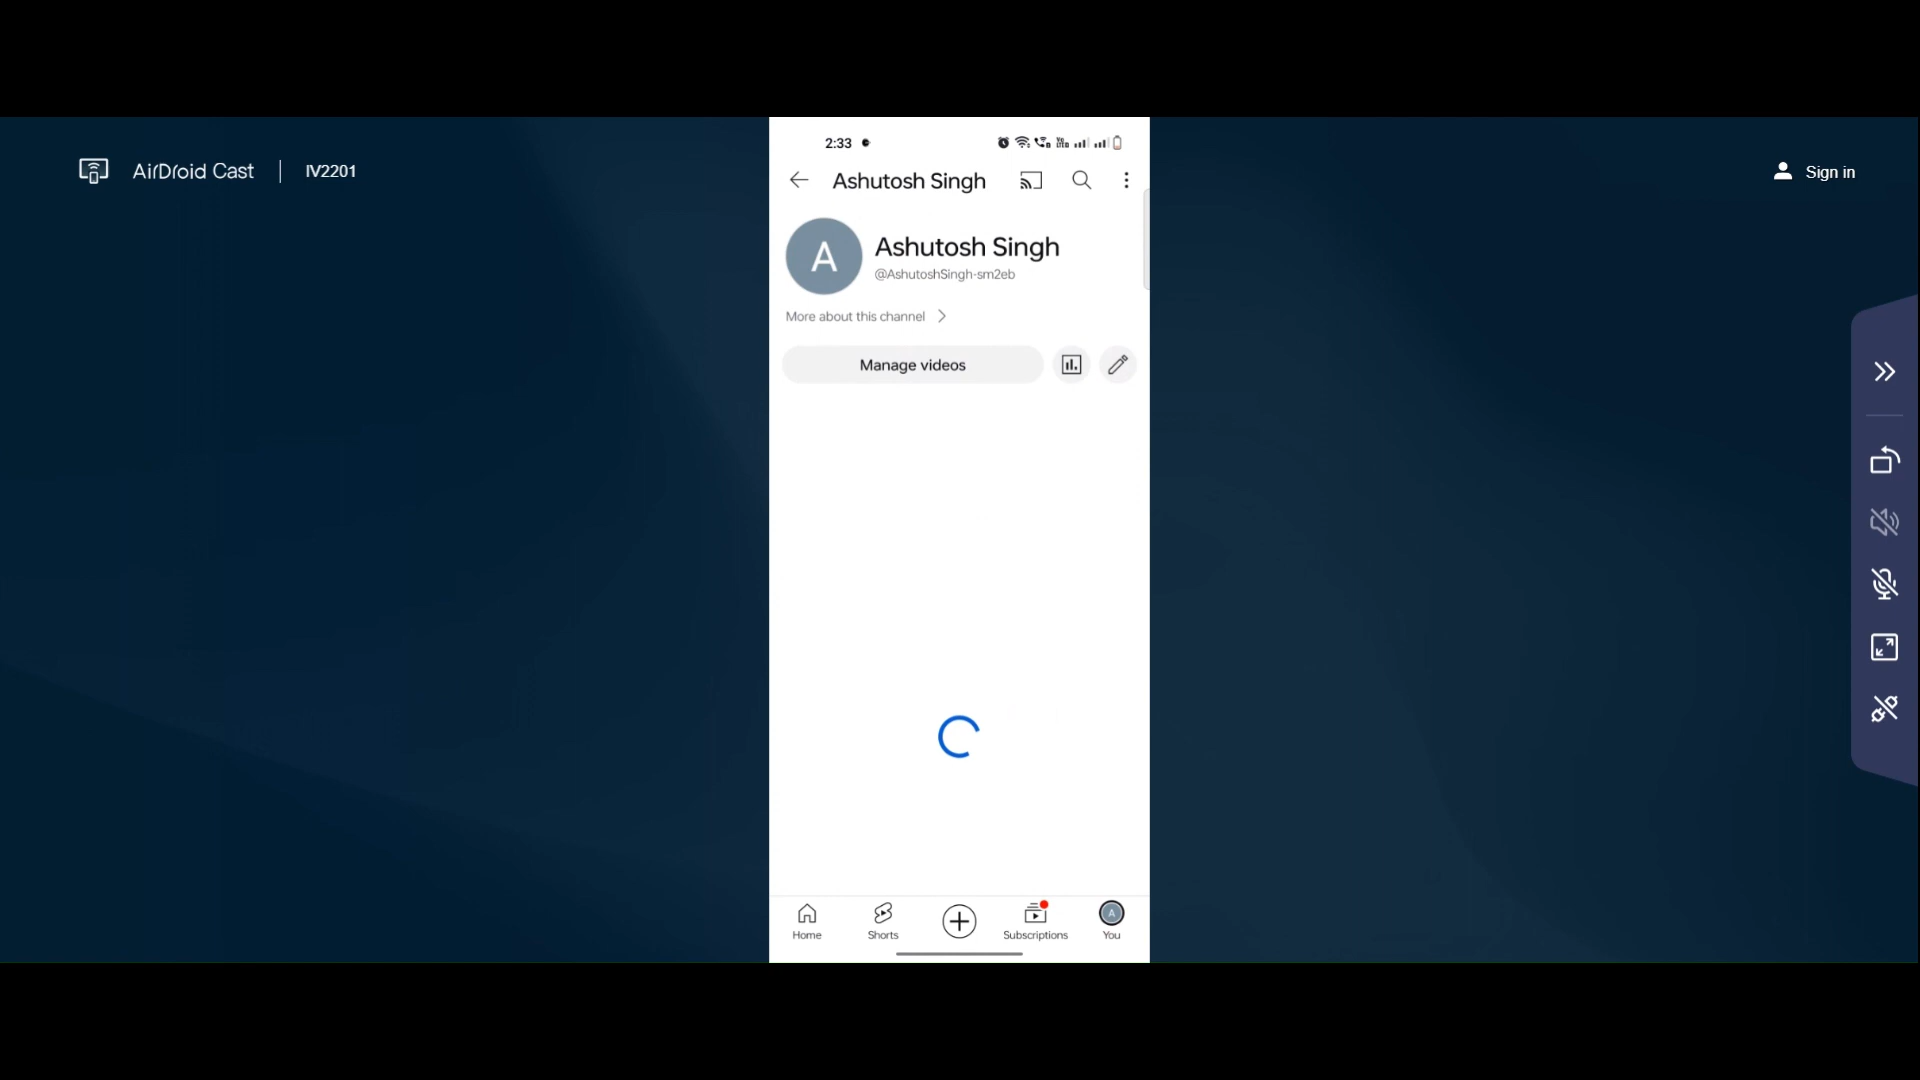 AirDroid Cast | IV2201
Sign in
2:33
Ashutosh Singh
A
Ashutosh Singh
@AshutoshSingh-sm2eb
More about this channel
Manage videos
Home
Shorts
Subscriptions
A
You